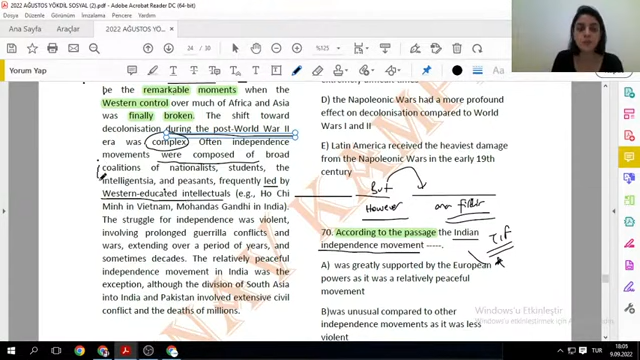 2022 AĞUSTOS YÖKDİL SOSYAL (2).pdf - Adobe Acrobat Reader DC (64-bit)
Dosya Düzen
Ana Sayfa Araçlar 2022 AĞUSTOS YÖKD...
24 / 30
%125
Yorum Yap
be the remarkable moments when the
Western control over much of Africa and Asia
was finally broken. The shift toward
decolonisation during the post-World War II
era was complex Often independence
movements were composed of broad
coalitions of nationalists, students, the
intelligentsia, and peasants, frequently led by
Western-educated intellectuals (e.g., Ho Chi
Minh in Vietnam, Mohandas Gandhi in India).
The struggle for independence was violent,
involving prolonged guerrilla conflicts and
wars, extending over a period of years, and
sometimes decades. The relatively peaceful
independence movement in India was the
exception, although the division of South Asia
into India and Pakistan involved extensive civil
conflict and the deaths of millions.
D) the Napoleonic Wars had a more profound
effect on decolonisation compared to World
Wars I and II
E) Latin America received the heaviest damage
from the Napoleonic Wars in the early 19th
century
But
However
ana fikir
70. According to the passage the Indian
independence movement -----.
A) was greatly supported by the European
powers as it was a relatively peaceful
movement
B)was unusual compared to other
independence movements as it was less
violent
Windows'u Etkinleştir
TUR
18:05
9.09.2022